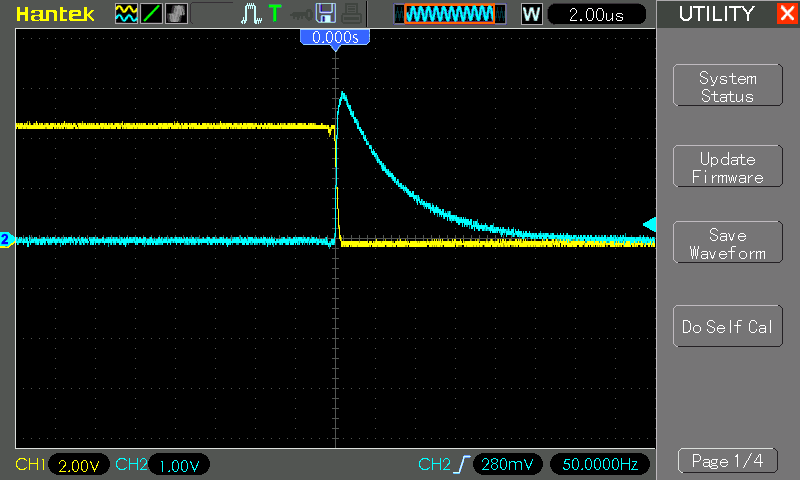 Hantek
T
W
2.00us
UTILITY
0.000s
System
Status
Update
Firmware
2
Save
Waveform
Do Self Cal
CH1 2.00V CH2 1.00V CH2 280mV 50.0000Hz
Page 1/4